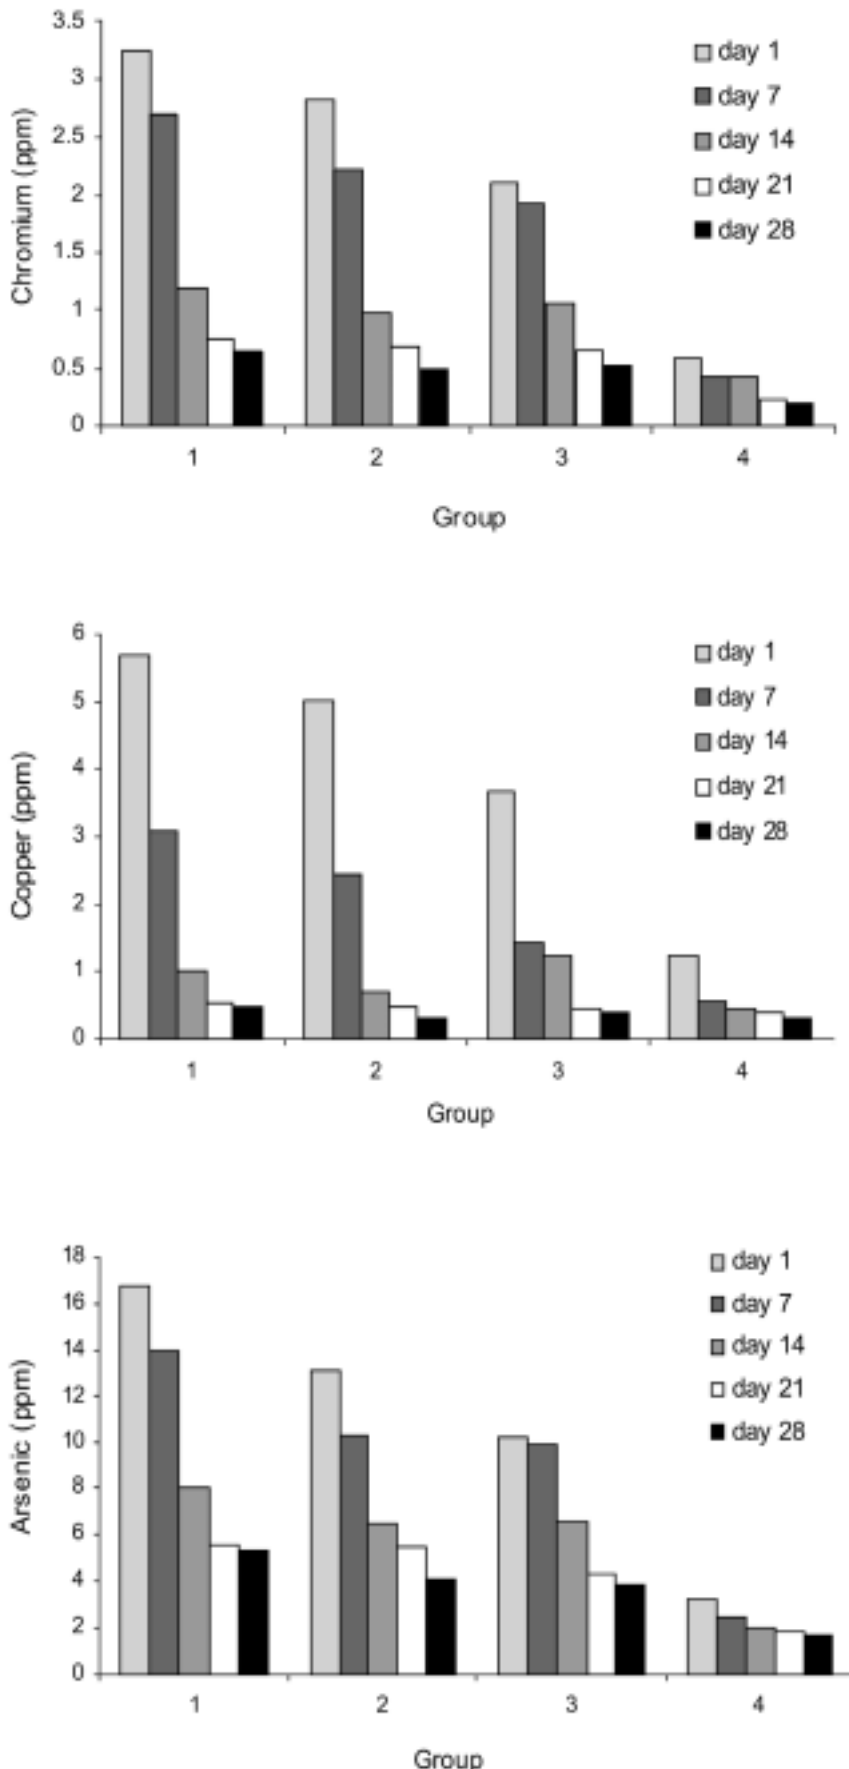 3.5
3
2.5
2
1.5
1
0.5
0
Chromium (ppm)
day 1
day 7
day 14
day 21
day 28
1 2 3 4
Group
6
5
4
3
2
1
0
Copper (ppm)
day 1
day 7
day 14
day 21
day 28
1 2 3 4
Group
18
16
14
12
10
8
6
4
2
0
Arsenic (ppm)
day 1
day 7
day 14
day 21
day 28
1 2 3 4
Group